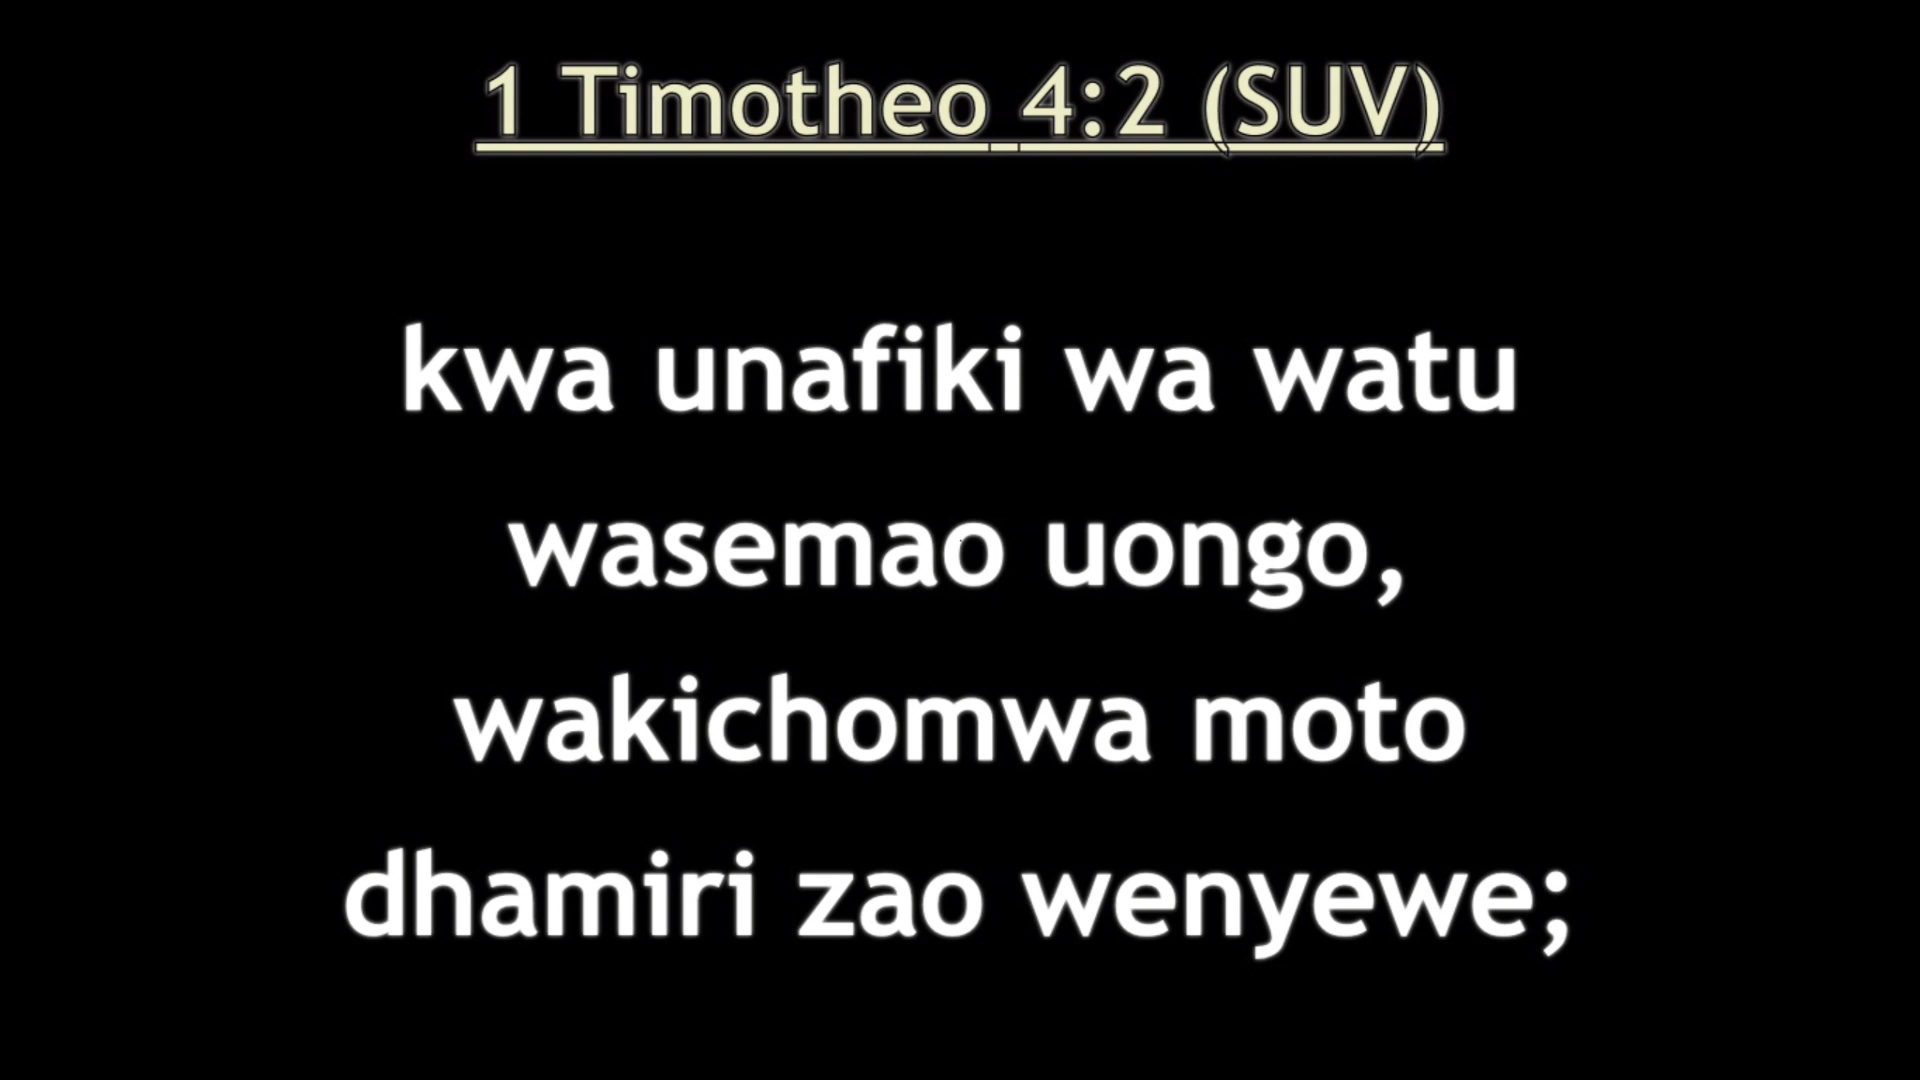 1 Timotheo 4:2 (SUV)
kwa unafiki wa watu
wasemao uongo,
wakichomwa moto
dhamiri zao wenyewe;